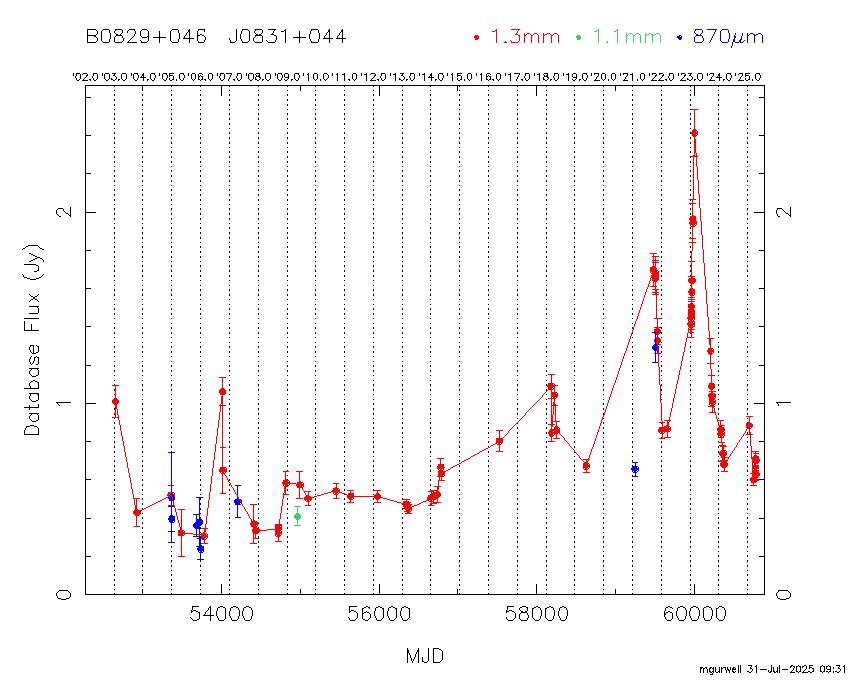 B0829+046 J0831+044 1.3mm 1.1mm 870μm
'02.0 '03.0 '04.0 '05.0 '06.0 '07.0 '08.0 '09.0 '10.0 '11.0 '12.0 '13.0 '14.0 '15.0 '16.0 '17.0 '18.0 '19.0 '20.0 '21.0 '22.0 '23.0 '24.0 '25.0
2 2
Database Flux (Jy)
1 1
0 0
54000 56000 58000 60000
MJD
mgurwell 31-Jul-2025 09:31